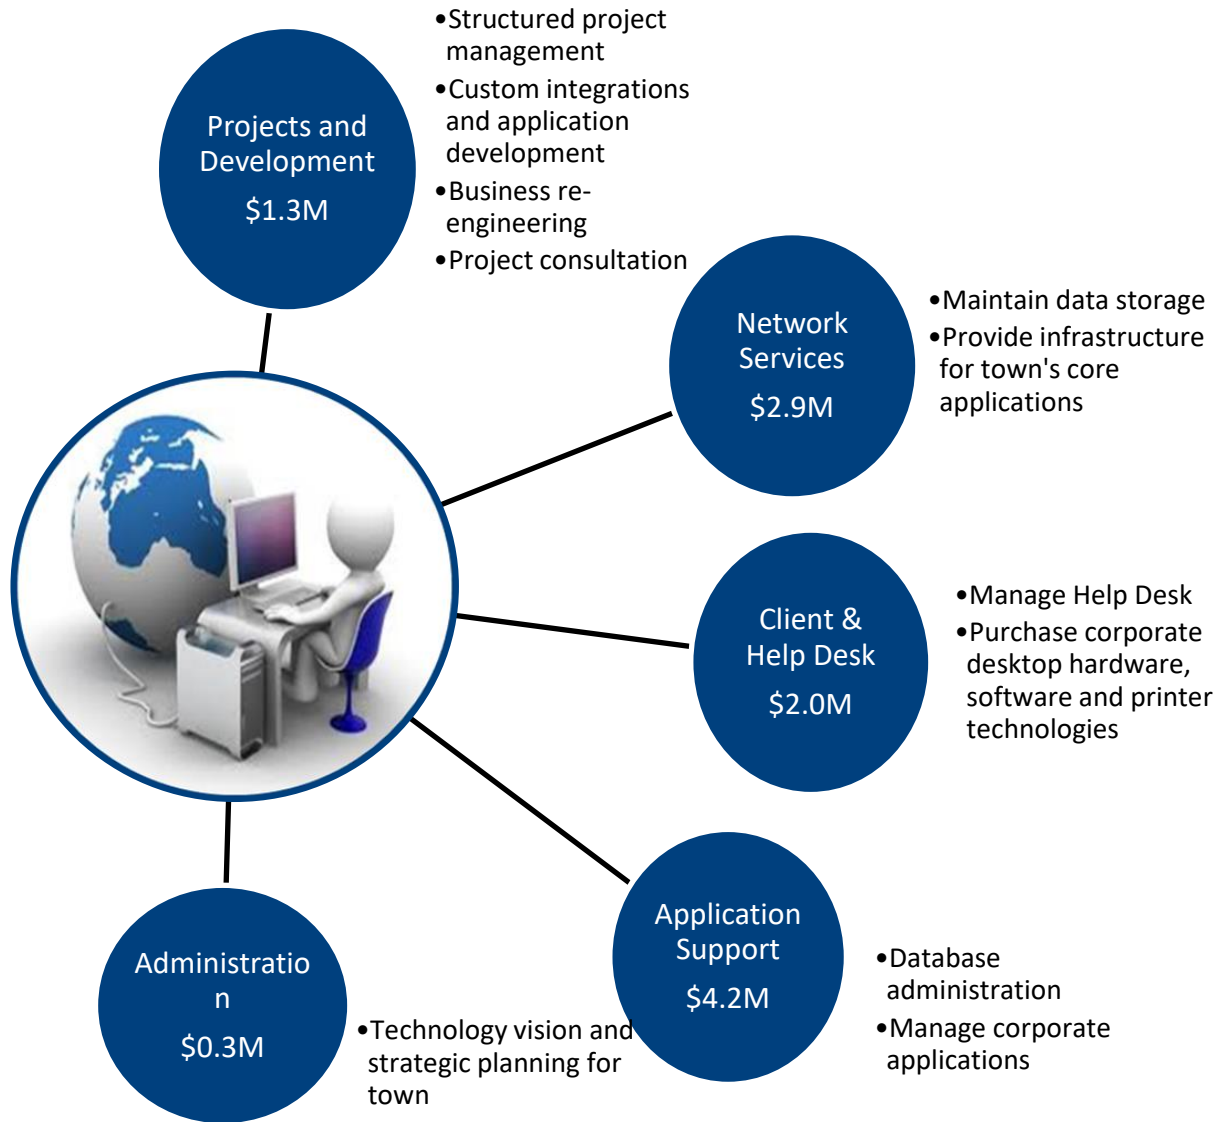 Projects and
Development
$1.3M
•Structured project
management
•Custom integrations
and application
development
•Business re-
engineering
•Project consultation
Network
Services
$2.9M
•Maintain data storage
•Provide infrastructure
for town's core
applications
Client &
Help Desk
$2.0M
•Manage Help Desk
•Purchase corporate
desktop hardware,
software and printer
technologies
Application
Support
$4.2M
•Database
administration
•Manage corporate
applications
Administratio
n
$0.3M
•Technology vision and
strategic planning for
town